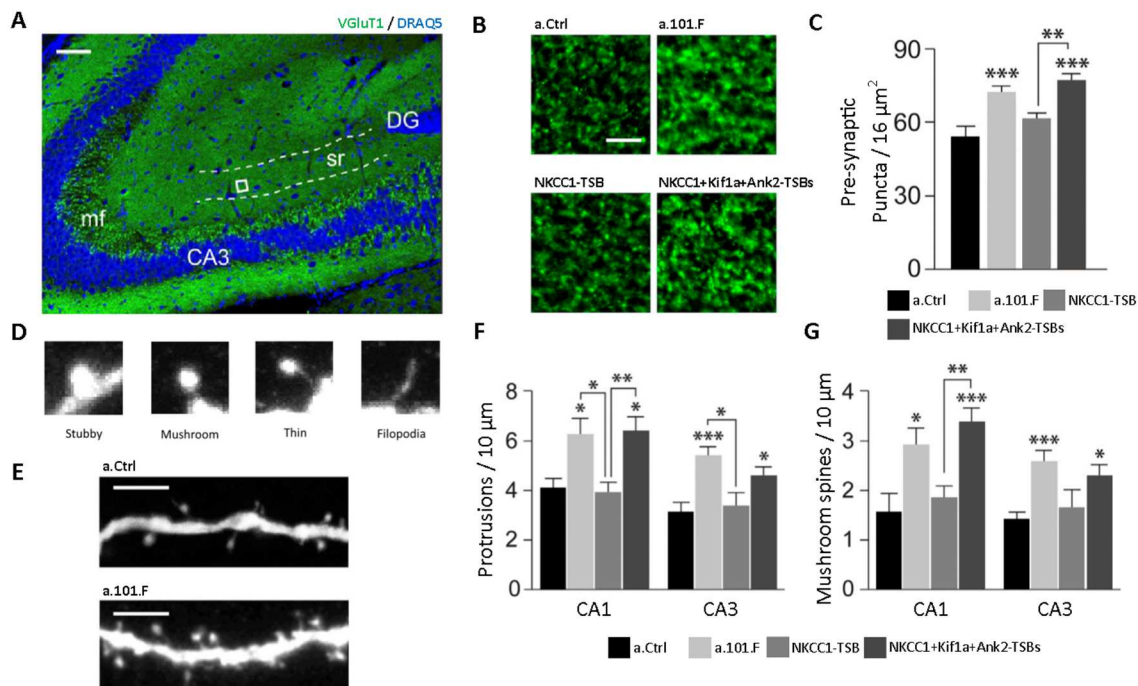 A
VGluT1 / DRAQ5
DG
sr
mf
CA3
B
a.Ctrl
a.101.F
NKCC1-TSB
NKCC1+Kif1a+Ank2-TSBs
C
Pre-synaptic
Puncta / 16 µm²
90
60
30
0
***
**
***
a.Ctrl
a.101.F
NKCC1-TSB
NKCC1+Kif1a+Ank2-TSBs
D
Stubby
Mushroom
Thin
Filopodia
E
a.Ctrl
a.101.F
F
Protrusions / 10 µm
8
6
4
2
0
*
*
**
*
***
*
*
CA1
CA3
G
Mushroom spines / 10 µm
4
3
2
1
0
*
**
***
***
*
CA1
CA3
a.Ctrl
a.101.F
NKCC1-TSB
NKCC1+Kif1a+Ank2-TSBs